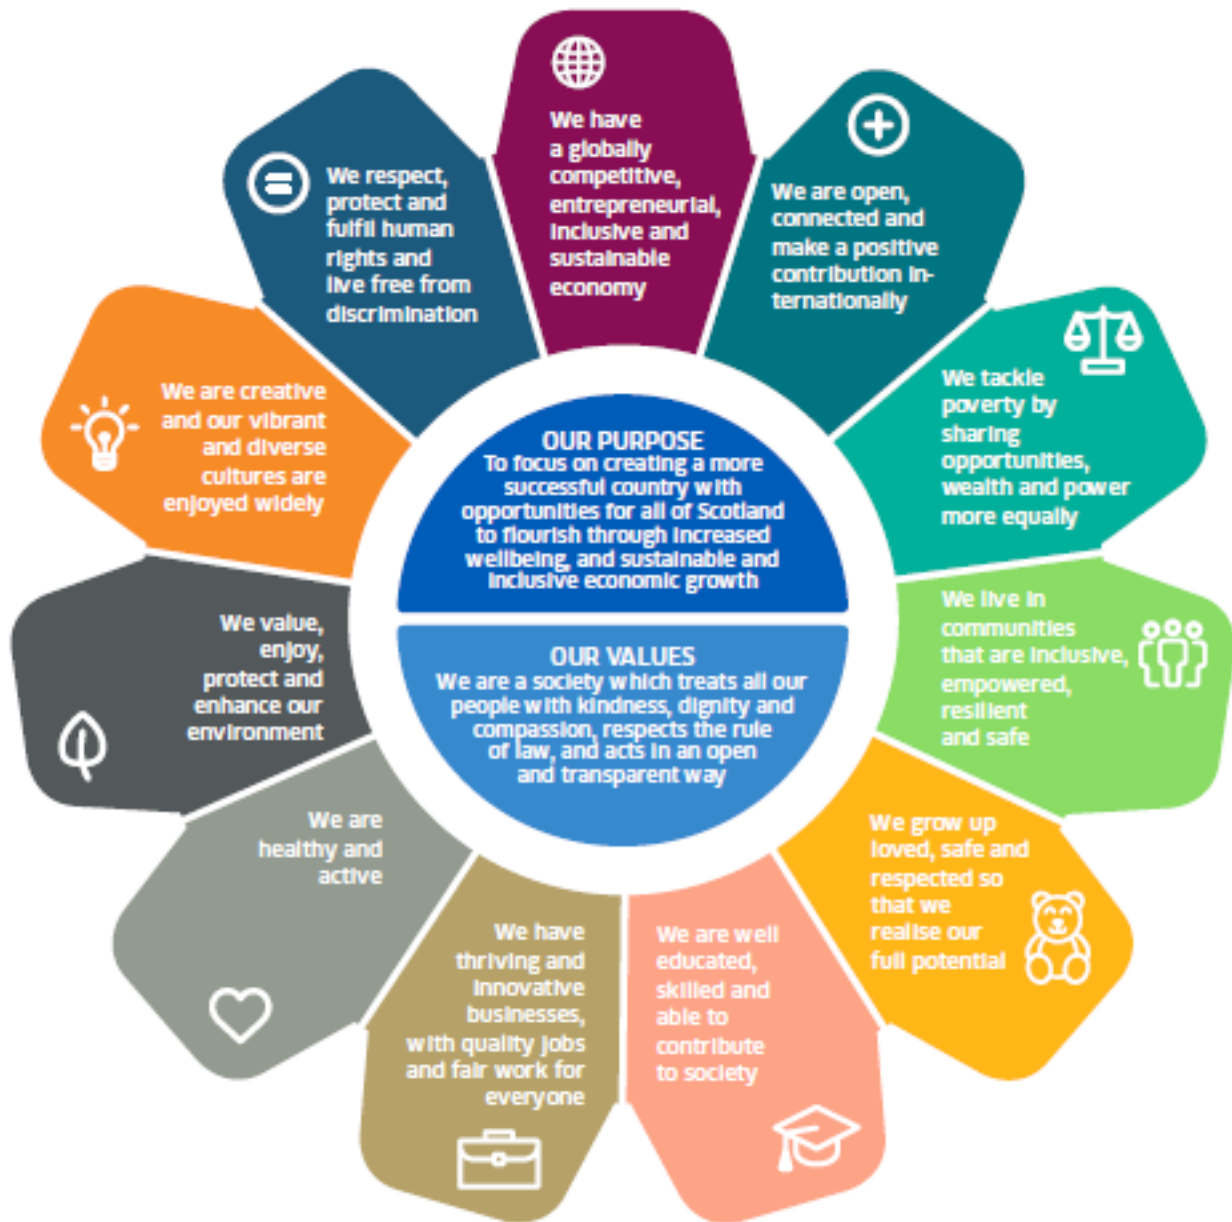 We have
a globally
competitive,
entrepreneurial,
inclusive and
sustainable
economy
We are open,
connected and
make a positive
contribution in-
ternationally
We tackle
poverty by
sharing
opportunities,
wealth and power
more equally
We live in
communities
that are inclusive,
empowered,
resilient
and safe
We grow up
loved, safe and
respected so
that we
realise our
full potential
We are well
educated,
skilled and
able to
contribute
to society
We have
thriving and
innovative
businesses,
with quality jobs
and fair work for
everyone
We are
healthy and
active
We value,
enjoy,
protect and
enhance our
environment
We are creative
and our vibrant
and diverse
cultures are
enjoyed widely
We respect,
protect and
fulfil human
rights and
live free from
discrimination
OUR PURPOSE
To focus on creating a more
successful country with
opportunities for all of Scotland
to flourish through increased
wellbeing, and sustainable and
inclusive economic growth
OUR VALUES
We are a society which treats all our
people with kindness, dignity and
compassion, respects the rule
of law, and acts in an open
and transparent way